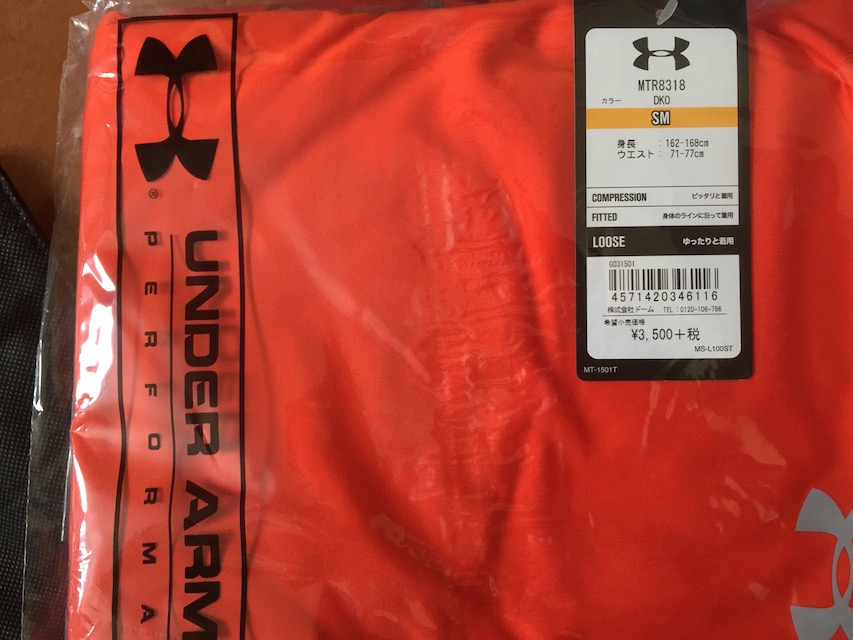 UNDER ARM
®
PERFORMA
MTR8318
カラー DKO
SM
身長 : 162-168cm
ウエスト : 71-77cm
COMPRESSION ピッタリと着用
FITTED 身体のラインに沿って着用
LOOSE ゆったりと着用
G031501
4571420346116
株式会社ドーム TEL:0120-106-786
希望小売価格
¥3,500+税
MS-L100ST
MT-1501T